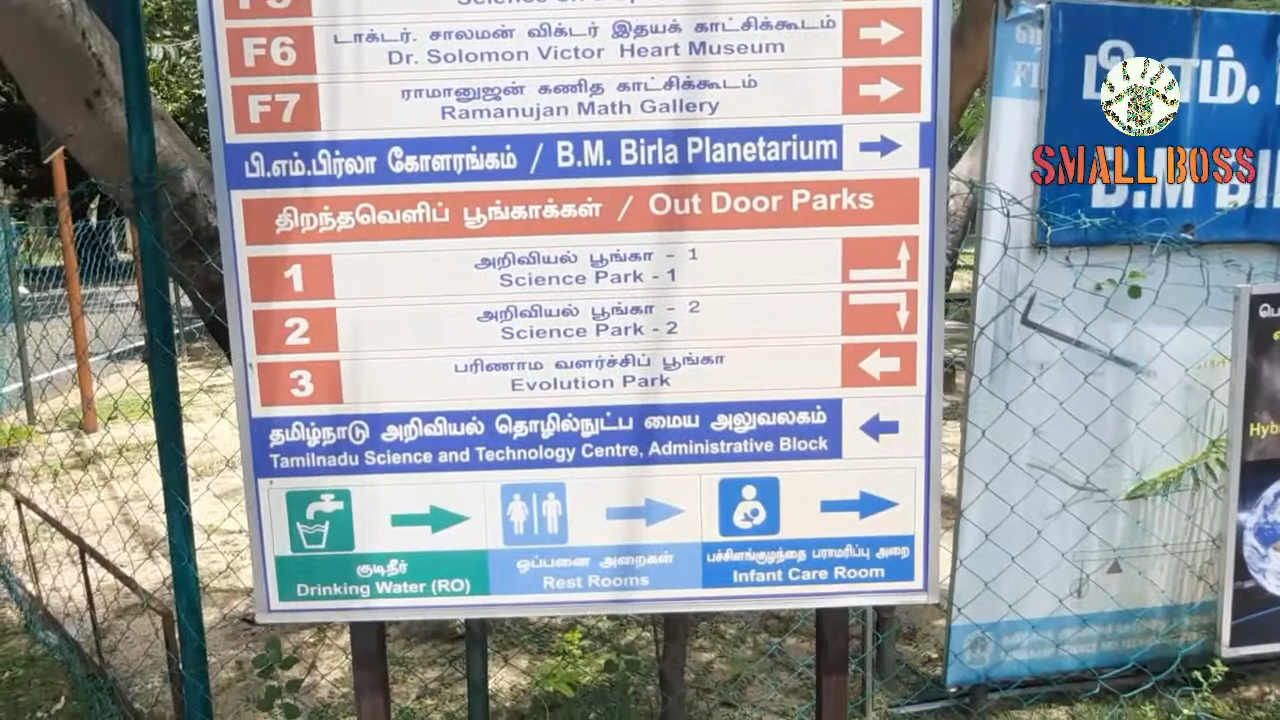 F6
டாக்டர். சாலமன் விக்டர் இதயக் காட்சிக்கூடம்
Dr. Solomon Victor Heart Museum
F7
ராமானுஜன் கணித காட்சிக்கூடம்
Ramanujan Math Gallery
பி.எம்.பிர்லா கோளரங்கம் / B.M. Birla Planetarium
திறந்தவெளிப் பூங்காக்கள் / Out Door Parks
1
அறிவியல் பூங்கா - 1
Science Park - 1
2
அறிவியல் பூங்கா - 2
Science Park - 2
3
பரிணாம வளர்ச்சிப் பூங்கா
Evolution Park
தமிழ்நாடு அறிவியல் தொழில்நுட்ப மைய அலுவலகம்
Tamilnadu Science and Technology Centre, Administrative Block
குடிநீர்
Drinking Water (RO)
ஒப்பனை அறைகள்
Rest Rooms
பச்சிளங்குழந்தை பராமரிப்பு அறை
Infant Care Room
SMALL BOSS
B.M BI
Hyb